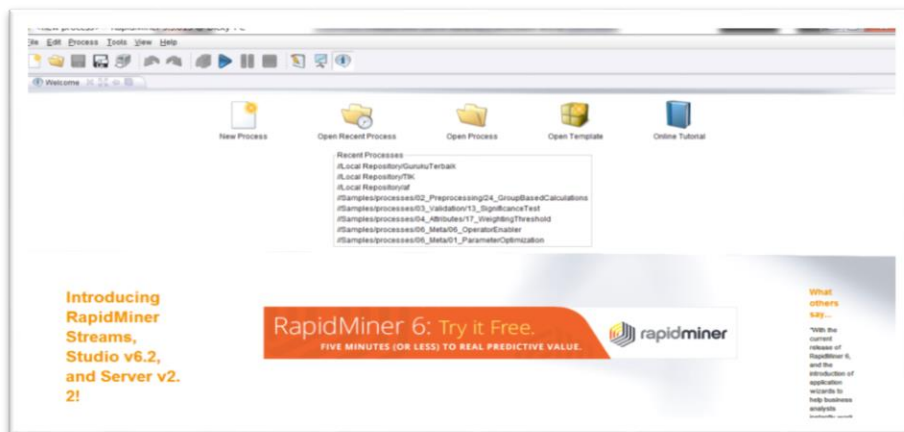 File Edit Process Tools View Help
Welcome
New Process
Open Recent Process
Open Process
Open Template
Online Tutorial
Recent Processes
//Local Repository/GurukuTerbaik
//Local Repository/TIK
//Local Repository/af
//Samples/processes/02_Preprocessing/24_GroupBasedCalculations
//Samples/processes/03_Validation/13_SignificanceTest
//Samples/processes/04_Attributes/17_WeightingThreshold
//Samples/processes/06_Meta/06_OperatorEnabler
//Samples/processes/06_Meta/01_ParameterOptimization
Introducing
RapidMiner
Streams,
Studio v6.2,
and Server v2.
2!
RapidMiner 6: Try it Free.
FIVE MINUTES (OR LESS) TO REAL PREDICTIVE VALUE.
rapidminer
What
others
say...
"With the
current
release of
RapidMiner 6,
and the
introduction of
application
wizards to
help business
analysts